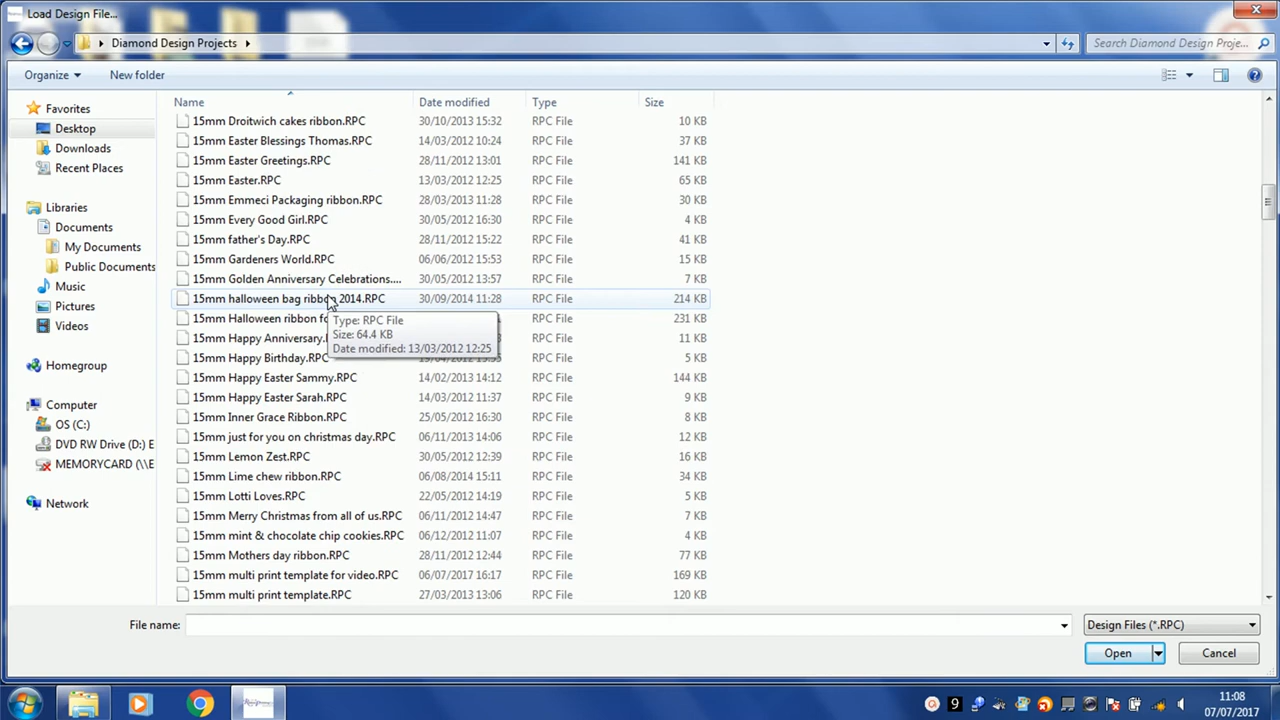 Load Design File...
Diamond Design Projects
Search Diamond Design Proje...
Organize
New folder
Name
Date modified
Type
Size
Favorites
Desktop
Downloads
Recent Places
Libraries
Documents
My Documents
Public Documents
Music
Pictures
Videos
Homegroup
Computer
OS (C:)
DVD RW Drive (D:) E
MEMORYCARD (\\E
Network
15mm Droitwich cakes ribbon.RPC 30/10/2013 15:32 RPC File 10 KB
15mm Easter Blessings Thomas.RPC 14/03/2012 10:24 RPC File 37 KB
15mm Easter Greetings.RPC 28/11/2012 13:01 RPC File 141 KB
15mm Easter.RPC 13/03/2012 12:25 RPC File 65 KB
15mm Emmeci Packaging ribbon.RPC 28/03/2013 11:28 RPC File 30 KB
15mm Every Good Girl.RPC 30/05/2012 16:30 RPC File 4 KB
15mm father's Day.RPC 28/11/2012 15:22 RPC File 41 KB
15mm Gardeners World.RPC 06/06/2012 15:53 RPC File 15 KB
15mm Golden Anniversary Celebrations.... 30/05/2012 13:57 RPC File 7 KB
15mm halloween bag ribbon 2014.RPC 30/09/2014 11:28 RPC File 214 KB
15mm Halloween ribbon fo RPC File 231 KB
15mm Happy Anniversary. RPC File 11 KB
15mm Happy Birthday.RPC RPC File 5 KB
15mm Happy Easter Sammy.RPC 14/02/2013 14:12 RPC File 144 KB
15mm Happy Easter Sarah.RPC 14/03/2012 11:37 RPC File 9 KB
15mm Inner Grace Ribbon.RPC 25/05/2012 16:30 RPC File 8 KB
15mm just for you on christmas day.RPC 06/11/2013 14:06 RPC File 12 KB
15mm Lemon Zest.RPC 30/05/2012 12:39 RPC File 16 KB
15mm Lime chew ribbon.RPC 06/08/2014 15:11 RPC File 34 KB
15mm Lotti Loves.RPC 22/05/2012 14:19 RPC File 5 KB
15mm Merry Christmas from all of us.RPC 06/11/2012 14:47 RPC File 7 KB
15mm mint & chocolate chip cookies.RPC 06/12/2012 11:07 RPC File 4 KB
15mm Mothers day ribbon.RPC 28/11/2012 12:44 RPC File 77 KB
15mm multi print template for video.RPC 06/07/2017 16:17 RPC File 169 KB
15mm multi print template.RPC 27/03/2013 13:06 RPC File 120 KB
Type: RPC File
Size: 64.4 KB
Date modified: 13/03/2012 12:25
File name:
Design Files (*.RPC)
Open
Cancel
9
11:08
07/07/2017